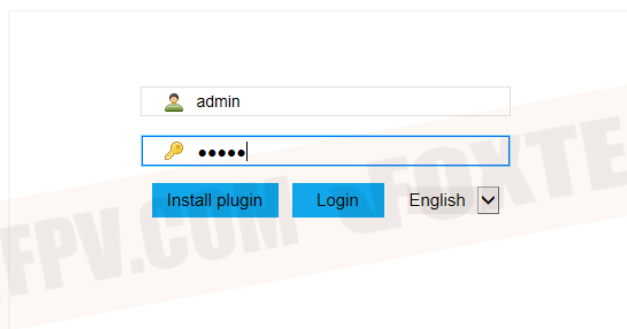 admin
•••••
Install plugin Login English
FPV.COM FOXTE